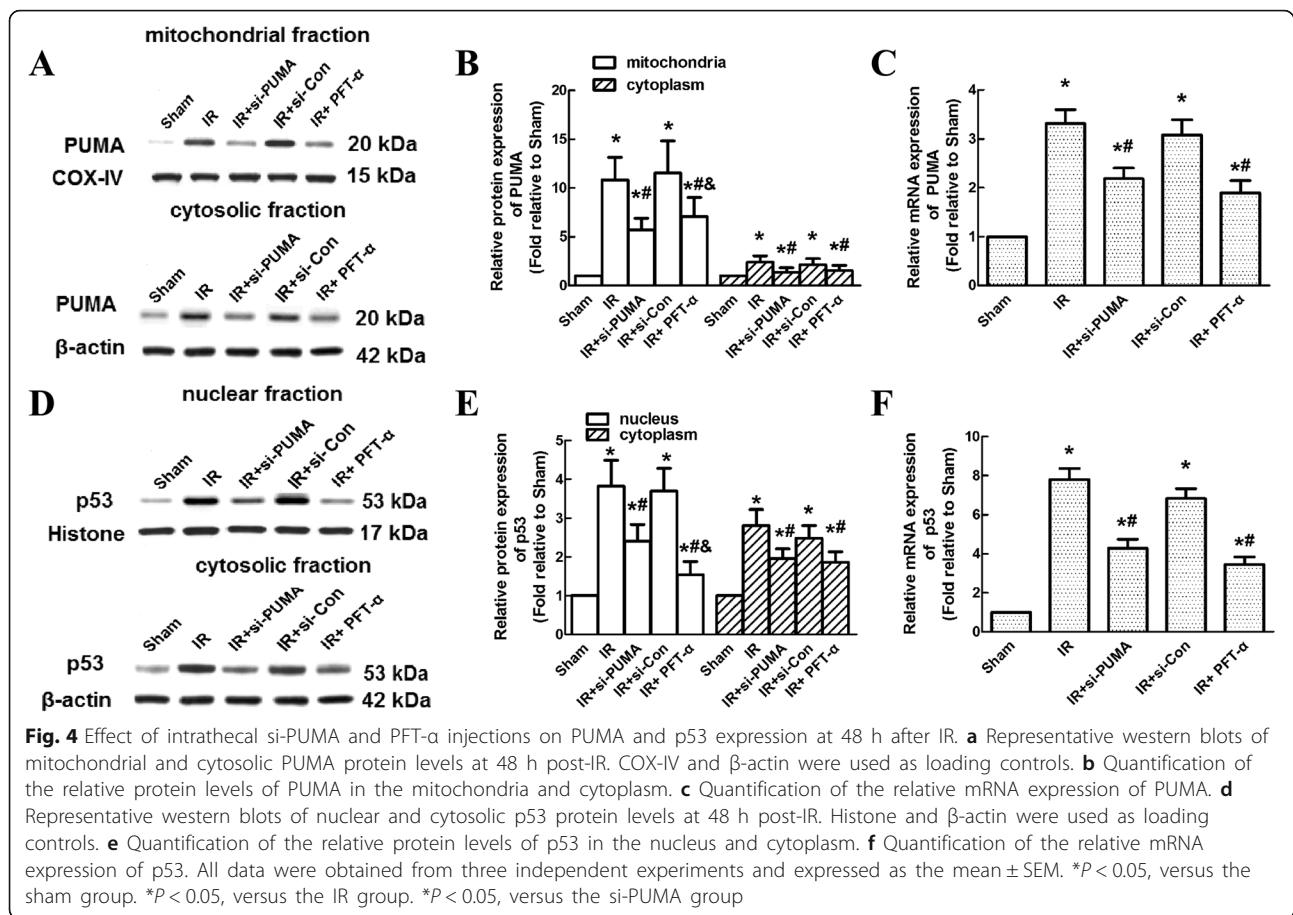 mitochondrial fraction
A
Sham IR IR+si-PUMA IR+si-Con IR+ PFT-α
PUMA 20 kDa
COX-IV 15 kDa
cytosolic fraction
Sham IR IR+si-PUMA IR+si-Con IR+ PFT-α
PUMA 20 kDa
β-actin 42 kDa
B
mitochondria
cytoplasm
Relative protein expression
of PUMA
(Fold relative to Sham)
20
15
10
5
0
* *# * *#& * *# * *#
Sham IR IR+si-PUMA IR+si-Con IR+ PFT-α Sham IR IR+si-PUMA IR+si-Con IR+ PFT-α
C
Relative mRNA expression
of PUMA
(Fold relative to Sham)
4
2
0
* *# * *#
Sham IR IR+si-PUMA IR+si-Con IR+ PFT-α
D
nuclear fraction
Sham IR IR+si-PUMA IR+si-Con IR+ PFT-α
p53 53 kDa
Histone 17 kDa
cytosolic fraction
Sham IR IR+si-PUMA IR+si-Con IR+ PFT-α
p53 53 kDa
β-actin 42 kDa
E
nucleus
cytoplasm
Relative protein expression
of p53
(Fold relative to Sham)
5
4
3
2
1
0
* *# * *#& * *# * *#
Sham IR IR+si-PUMA IR+si-Con IR+ PFT-α Sham IR IR+si-PUMA IR+si-Con IR+ PFT-α
F
Relative mRNA expression
of p53
(Fold relative to Sham)
8
6
4
2
0
* *# * *#
Sham IR IR+si-PUMA IR+si-Con IR+ PFT-α
Fig. 4 Effect of intrathecal si-PUMA and PFT-α injections on PUMA and p53 expression at 48 h after IR. a Representative western blots of
mitochondrial and cytosolic PUMA protein levels at 48 h post-IR. COX-IV and β-actin were used as loading controls. b Quantification of
the relative protein levels of PUMA in the mitochondria and cytoplasm. c Quantification of the relative mRNA expression of PUMA. d
Representative western blots of nuclear and cytosolic p53 protein levels at 48 h post-IR. Histone and β-actin were used as loading
controls. e Quantification of the relative protein levels of p53 in the nucleus and cytoplasm. f Quantification of the relative mRNA
expression of p53. All data were obtained from three independent experiments and expressed as the mean ± SEM. *P < 0.05, versus the
sham group. *P < 0.05, versus the IR group. *P < 0.05, versus the si-PUMA group